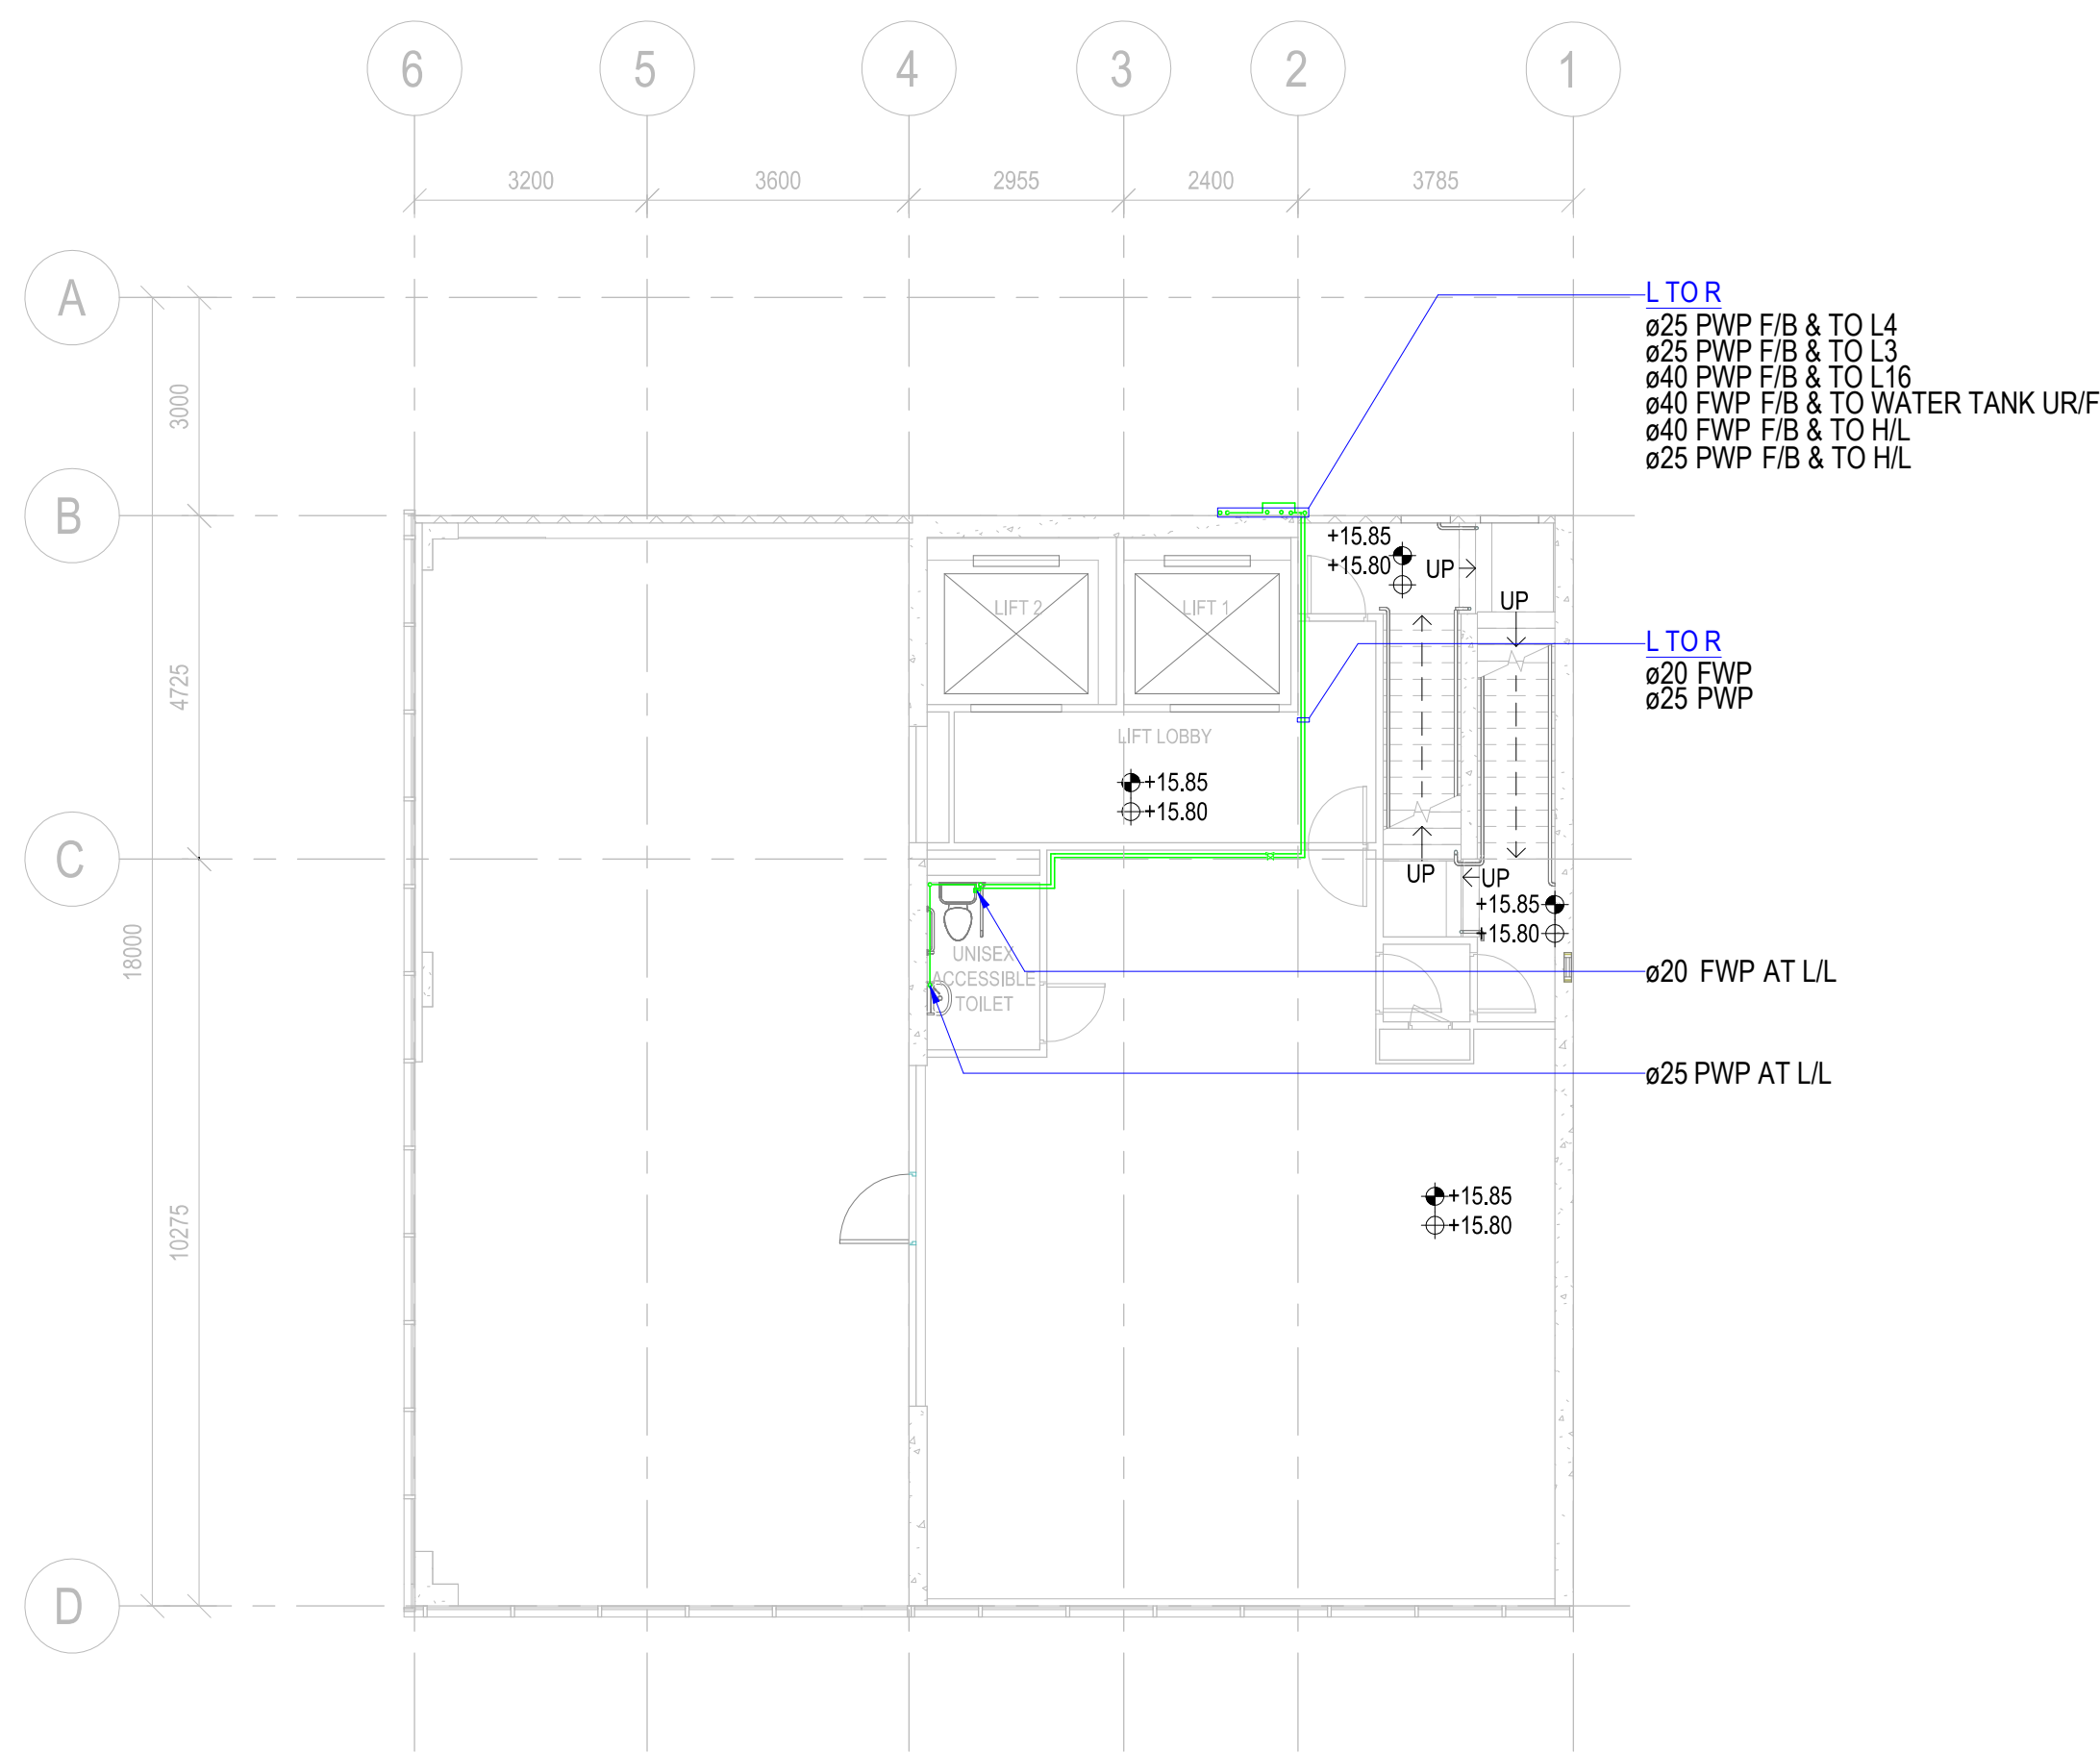 6
5
4
3
2
1
3200
3600
2955
2400
3785
A
B
C
D
3000
4725
10275
18000
L TO R
ø25 PWP F/B & TO L4
ø25 PWP F/B & TO L3
ø40 PWP F/B & TO L16
ø40 FWP F/B & TO WATER TANK UR/F
ø40 FWP F/B & TO H/L
ø25 PWP F/B & TO H/L
+15.85
+15.80
UP
UP
LIFT 2
LIFT 1
L TO R
ø20 FWP
ø25 PWP
LIFT LOBBY
+15.85
+15.80
UP
UP
+15.85
+15.80
UNISEX
ACCESSIBLE
TOILET
ø20 FWP AT L/L
ø25 PWP AT L/L
+15.85
+15.80